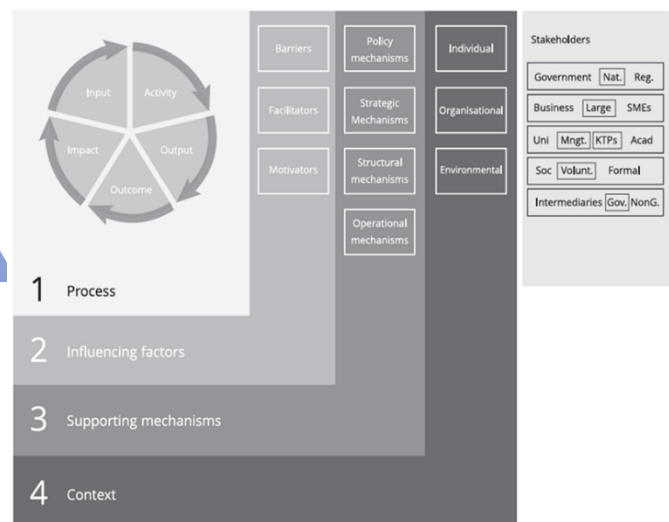 Input
Activity
Impact
Output
Outcome
1 Process
Barriers
Facilitators
Motivators
2 Influencing factors
Policy
mechanisms
Strategic
Mechanisms
Structural
mechanisms
Operational
mechanisms
3 Supporting mechanisms
Individual
Organisational
Environmental
4 Context
Stakeholders
Government Nat. Reg.
Business Large SMEs
Uni Mngt. KTPs Acad
Soc Volunt. Formal
Intermediaries Gov. NonG.